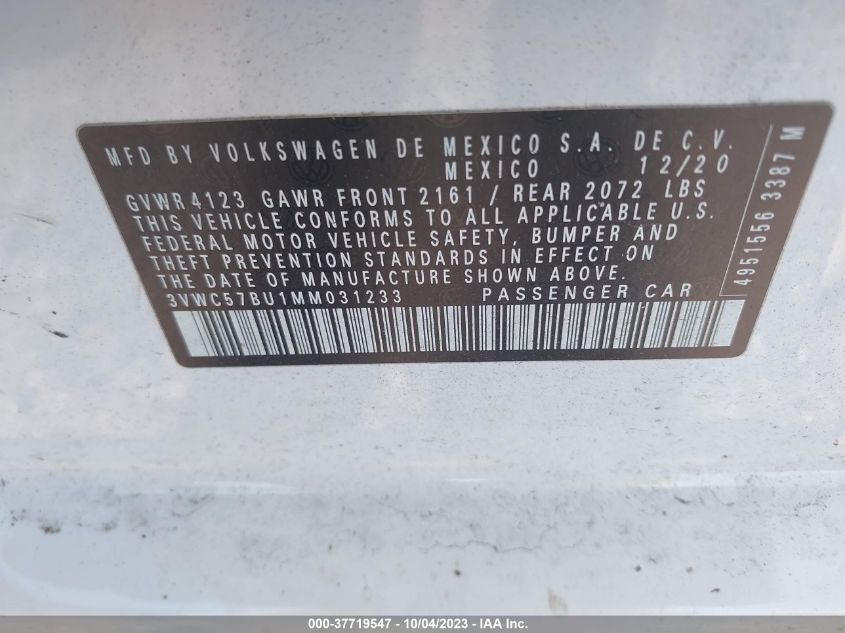 MFD BY VOLKSWAGEN DE MEXICO S.A. DE C.V.
MEXICO 12/20
GVWR 4123 GAWR FRONT 2161 / REAR 2072 LBS
THIS VEHICLE CONFORMS TO ALL APPLICABLE U.S.
FEDERAL MOTOR VEHICLE SAFETY, BUMPER AND
THEFT PREVENTION STANDARDS IN EFFECT ON
THE DATE OF MANUFACTURE SHOWN ABOVE.
3VWC57BU1MM031233 PASSENGER CAR
4951556 3387 M
000-37719547 - 10/04/2023 - IAA Inc.